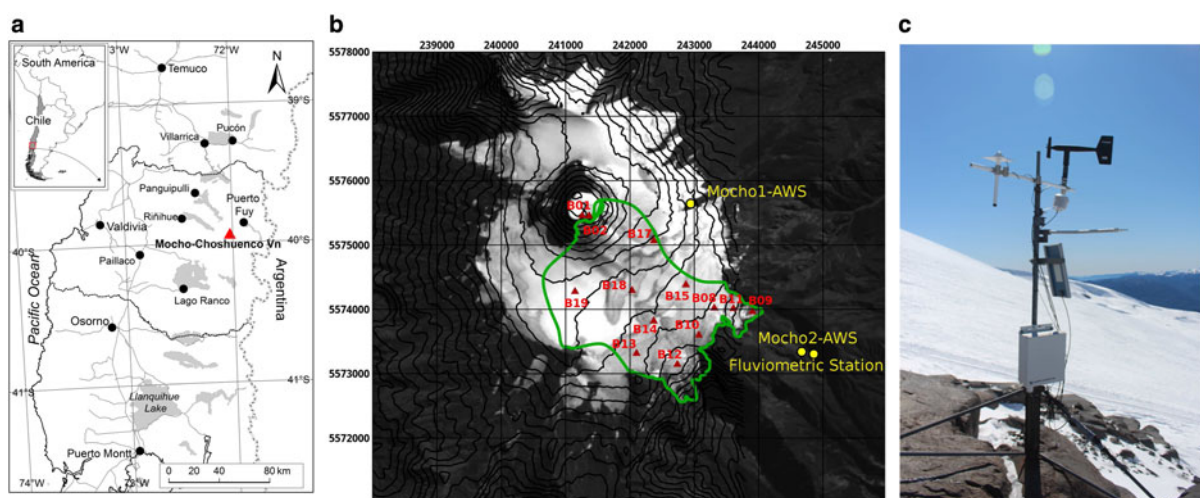 a
South America
Chile
73°W
72°W
N
Temuco
39°S
Villarrica
Pucón
Panguipulli
Puerto
Fuy
Riñihue
Valdivia
Mocho-Choshuenco Vn
40°S
40°S
Paillaco
Lago Ranco
Pacific Ocean
Argentina
Osorno
41°S
41°S
Llanquihue
Lake
Puerto Montt
0 20 40 80
km
74°W
73°W
b
239000 240000 241000 242000 243000 244000 245000
5578000
5577000
5576000
5575000
5574000
5573000
5572000
Mocho1-AWS
B01
B02
B17
B18
B19
B15
B08
B11
B09
B14
B10
B13
B12
Mocho2-AWS
Fluviometric Station
c